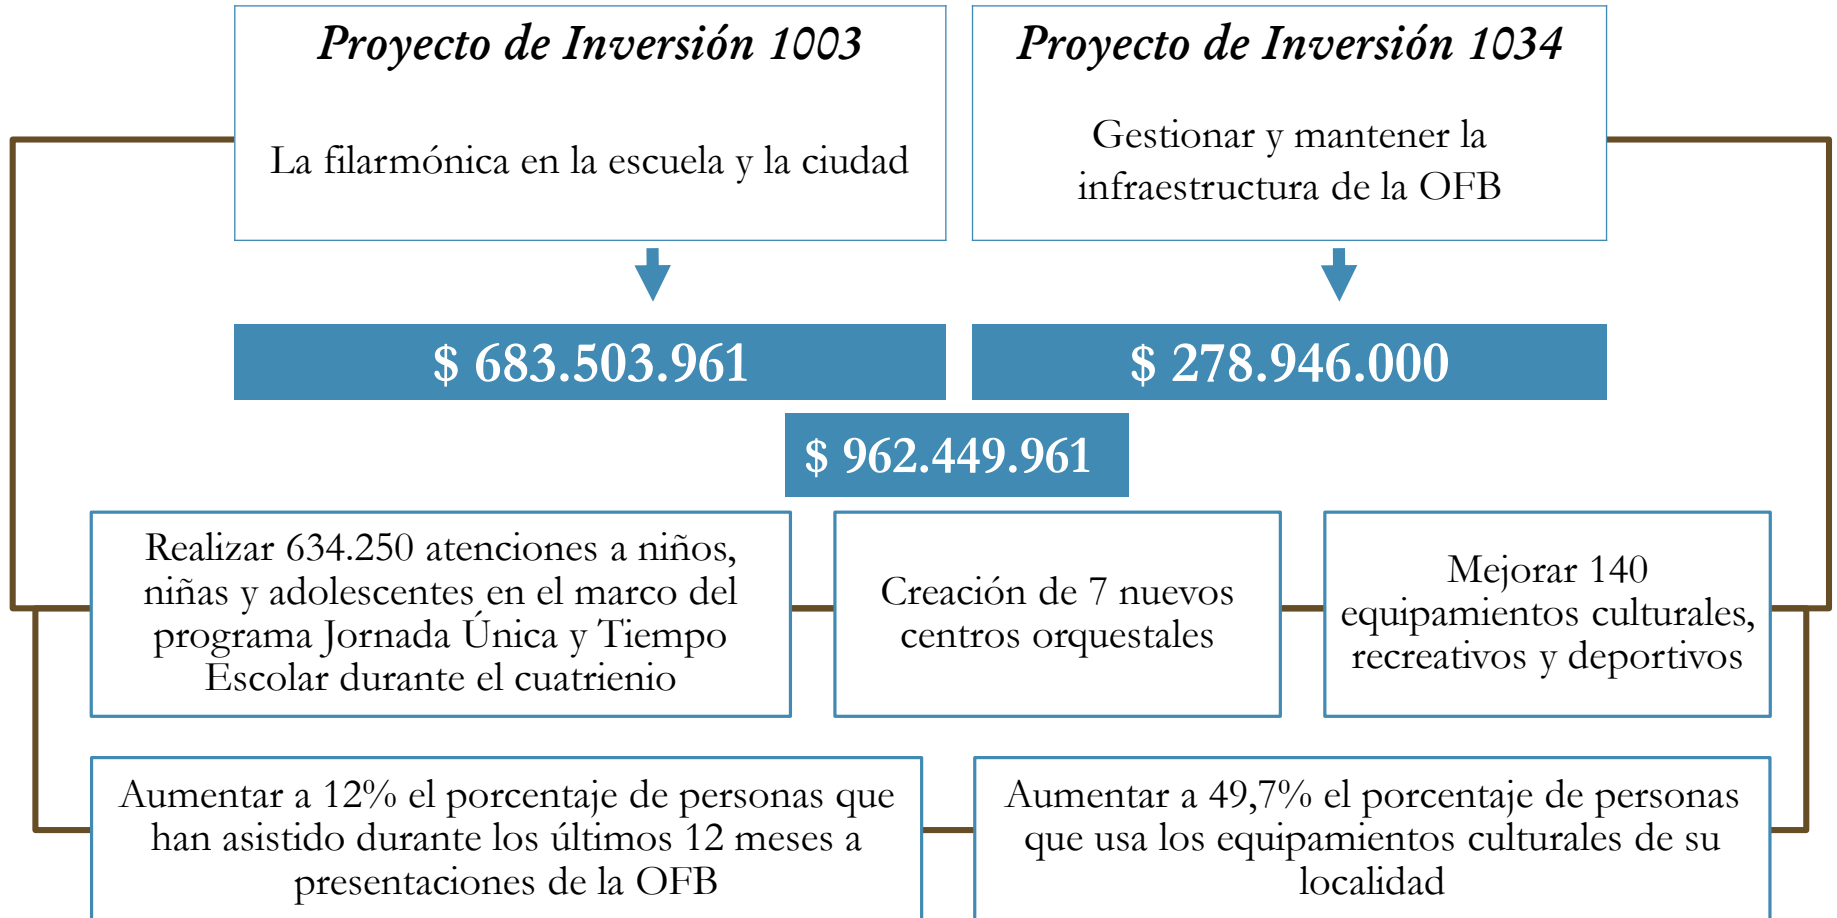 Proyecto de Inversión 1003
La filarmónica en la escuela y la ciudad
Proyecto de Inversión 1034
Gestionar y mantener la
infraestructura de la OFB
$ 683.503.961
$ 278.946.000
$ 962.449.961
Realizar 634.250 atenciones a niños,
niñas y adolescentes en el marco del
programa Jornada Única y Tiempo
Escolar durante el cuatrienio
Creación de 7 nuevos
centros orquestales
Mejorar 140
equipamientos culturales,
recreativos y deportivos
Aumentar a 12% el porcentaje de personas que
han asistido durante los últimos 12 meses a
presentaciones de la OFB
Aumentar a 49,7% el porcentaje de personas
que usa los equipamientos culturales de su
localidad